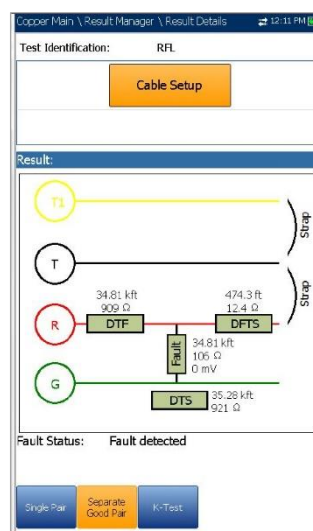 Copper Main \ Result Manager \ Result Details
12:11 PM
Test Identification: RFL
Cable Setup
Result:
T1
Strap
T
Strap
34.81 kft
909 Ω
474.3 ft
12.4 Ω
R
DTF
DFTS
Fault
34.81 kft
106 Ω
0 mV
G
DTS
35.28 kft
921 Ω
Fault Status: Fault detected
Single Pair
Separate
Good Pair
K-Test